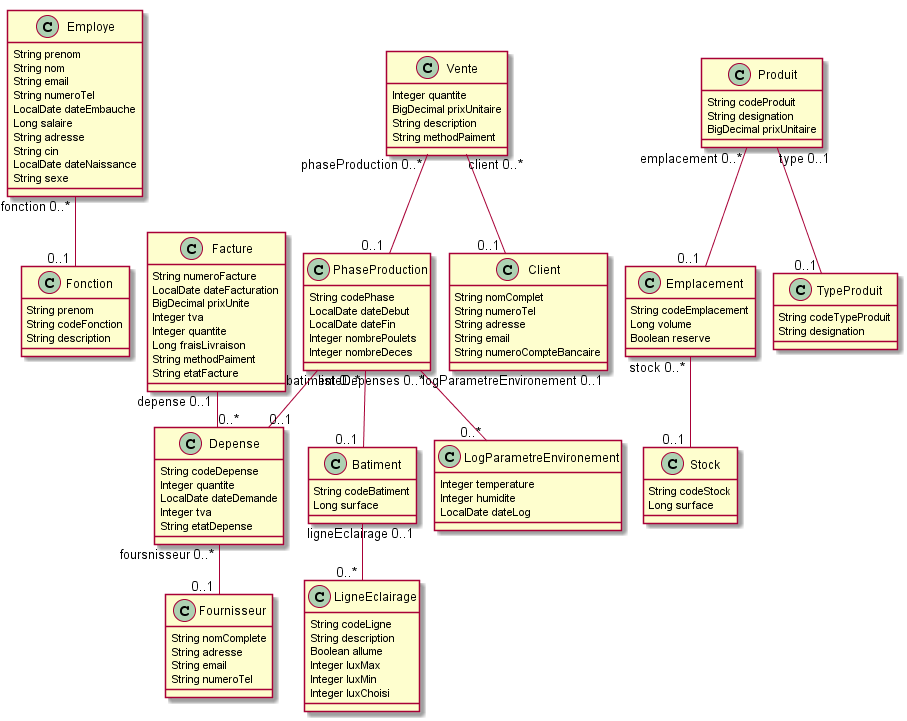 C Employe
String prenom
String nom
String email
String numeroTel
LocalDate dateEmbauche
Long salaire
String adresse
String cin
LocalDate dateNaissance
String sexe
fonction 0..*
0..1
C Fonction
String prenom
String codeFonction
String description
C Vente
Integer quantite
BigDecimal prixUnitaire
String description
String methodPaiment
phaseProduction 0..*
client 0..*
0..1
0..1
C Produit
String codeProduit
String designation
BigDecimal prixUnitaire
emplacement 0..*
type 0..1
0..1
0..1
C Facture
String numeroFacture
LocalDate dateFacturation
BigDecimal prixUnite
Integer tva
Integer quantite
Long fraisLivraison
String methodPaiment
String etatFacture
depense 0..1
0..*
C PhaseProduction
String codePhase
LocalDate dateDebut
LocalDate dateFin
Integer nombrePoulets
Integer nombreDeces
batiment 0..*
listeDepenses 0..*
logParametreEnvironement 0..1
0..1
0..1
0..*
C Client
String nomComplet
String numeroTel
String adresse
String email
String numeroCompteBancaire
C Emplacement
String codeEmplacement
Long volume
Boolean reserve
stock 0..*
0..1
C TypeProduit
String codeTypeProduit
String designation
C Depense
String codeDepense
Integer quantite
LocalDate dateDemande
Integer tva
String etatDepense
foursnisseur 0..*
0..1
C Batiment
String codeBatiment
Long surface
ligneEclairage 0..1
0..*
C LogParametreEnvironement
Integer temperature
Integer humidite
LocalDate dateLog
C Stock
String codeStock
Long surface
C Fournisseur
String nomComplete
String adresse
String email
String numeroTel
C LigneEclairage
String codeLigne
String description
Boolean allume
Integer luxMax
Integer luxMin
Integer luxChoisi